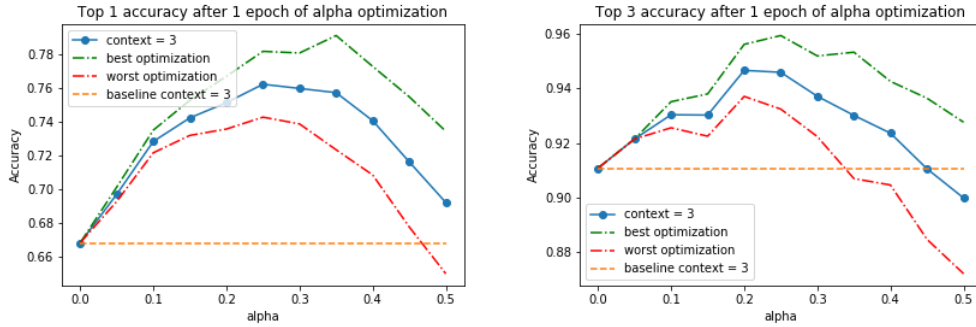 Top 1 accuracy after 1 epoch of alpha optimization
Accuracy
0.78
0.76
0.74
0.72
0.70
0.68
0.66
context = 3
best optimization
worst optimization
baseline context = 3
0.0 0.1 0.2 0.3 0.4 0.5
alpha
Top 3 accuracy after 1 epoch of alpha optimization
Accuracy
0.96
0.94
0.92
0.90
0.88
context = 3
best optimization
worst optimization
baseline context = 3
0.0 0.1 0.2 0.3 0.4 0.5
alpha